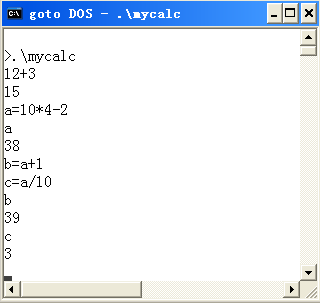 goto DOS - .\mycalc
>.\mycalc
12+3
15
a=10*4-2
a
38
b=a+1
c=a/10
b
39
c
3